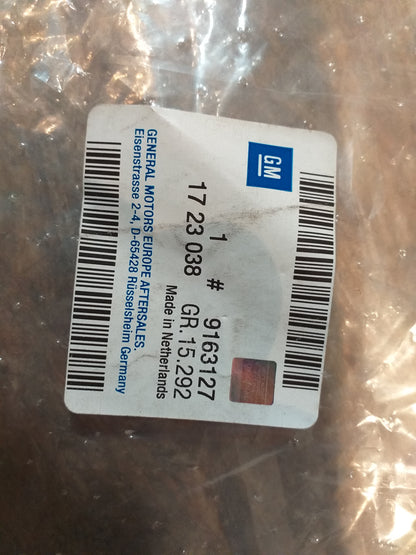 GM
1 # 9163127
17 23 038 GR.15.292
Made in Netherlands
GENERAL MOTORS EUROPE AFTERSALES.
Eisenstrasse 2-4, D-65428 Rüsselsheim Germany